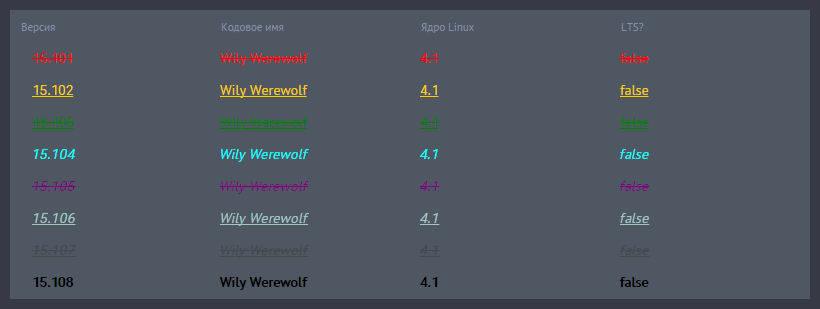 Версия Кодовое имя Ядро Linux LTS?
15.101 Wily Werewolf 4.1 false
15.102 Wily Werewolf 4.1 false
Wily Werewolf 4.1 false
15.104 Wily Werewolf 4.1 false
15.105 Wily Werewolf 4.1 false
15.106 Wily Werewolf 4.1 false
15.107 Wily Werewolf 4.1 false
15.108 Wily Werewolf 4.1 false